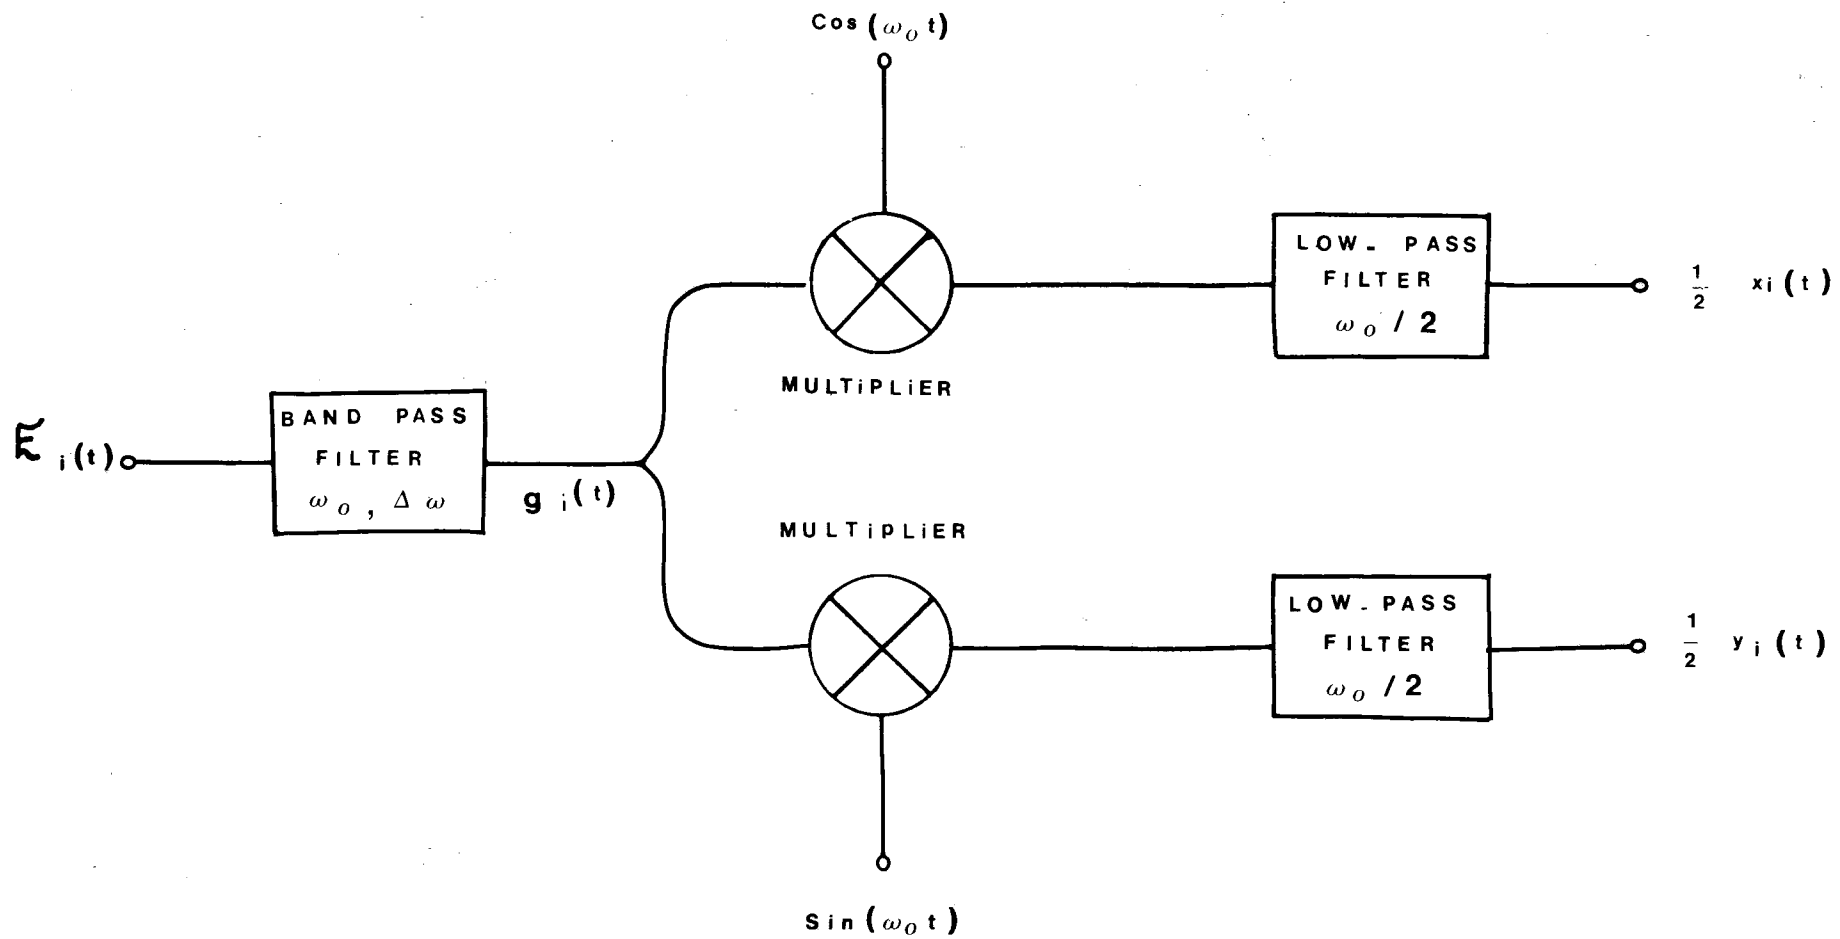 Cos (ω₀ t)
LOW- PASS
FILTER
ω₀ / 2
1/2 xi (t)
MULTiPLiER
BAND PASS
FILTER
ω₀ , Δ ω
E i(t)
g i(t)
MULTiPLiER
LOW-PASS
FILTER
ω₀ /2
1/2 y i (t)
Sin (ω₀ t)